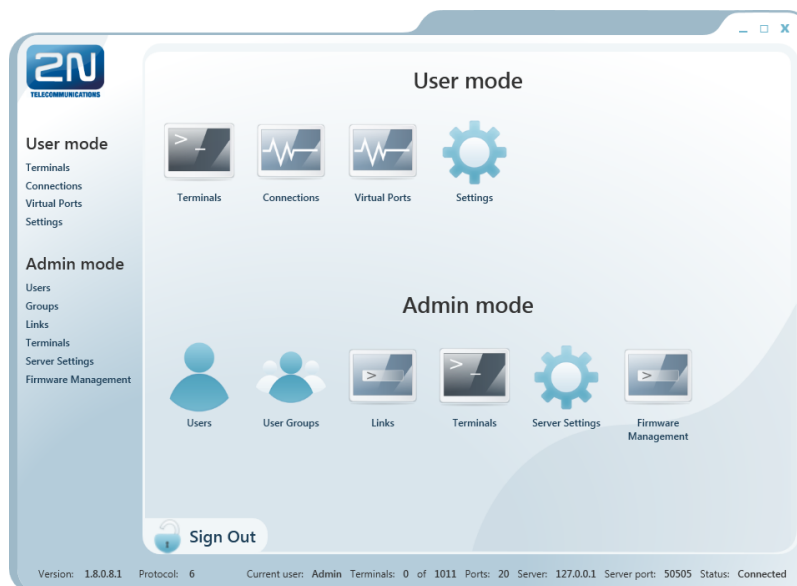 2N
TELECOMMUNICATIONS
User mode
Terminals
Connections
Virtual Ports
Settings
Admin mode
Users
Groups
Links
Terminals
Server Settings
Firmware Management
User mode
>_
Terminals Connections Virtual Ports Settings
Admin mode
> >_ >
Users User Groups Links Terminals Server Settings Firmware
Management
Sign Out
Version: 1.8.0.8.1 Protocol: 6 Current user: Admin Terminals: 0 of 1011 Ports: 20 Server: 127.0.0.1 Server port: 50505 Status: Connected